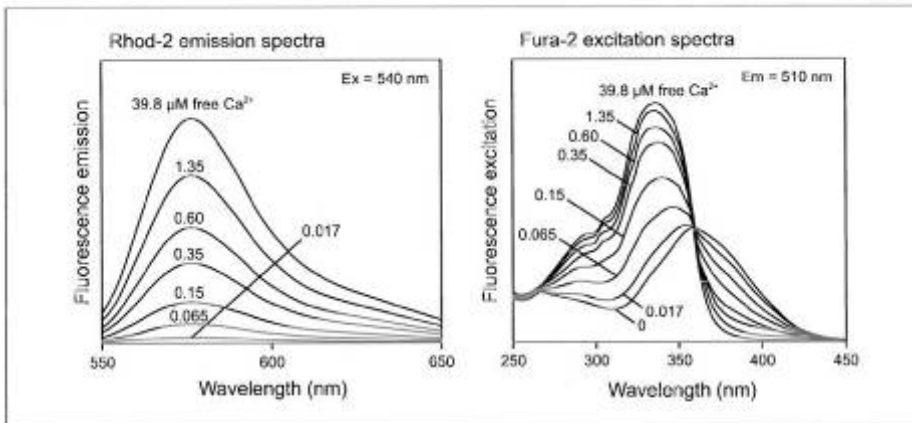 Rhod-2 emission spectra
Ex = 540 nm
39.8 µM free Ca²⁺
1.35
0.60
0.017
0.35
0.15
0.065
Fluorescence emission
550
600
650
Wavelength (nm)
Fura-2 excitation spectra
Em = 510 nm
39.8 µM free Ca²⁺
1.35
0.60
0.35
0.15
0.065
0.017
0
Fluorescence excitation
250
300
350
400
450
Wavelength (nm)